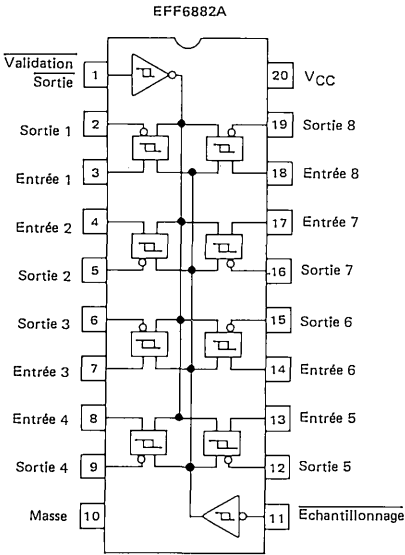 EFF6882A
Validation
Sortie
1
20
VCC
Sortie 1
2
19
Sortie 8
Entrée 1
3
18
Entrée 8
Entrée 2
4
17
Entrée 7
Sortie 2
5
16
Sortie 7
Sortie 3
6
15
Sortie 6
Entrée 3
7
14
Entrée 6
Entrée 4
8
13
Entrée 5
Sortie 4
9
12
Sortie 5
Masse
10
11
Echantillonnage